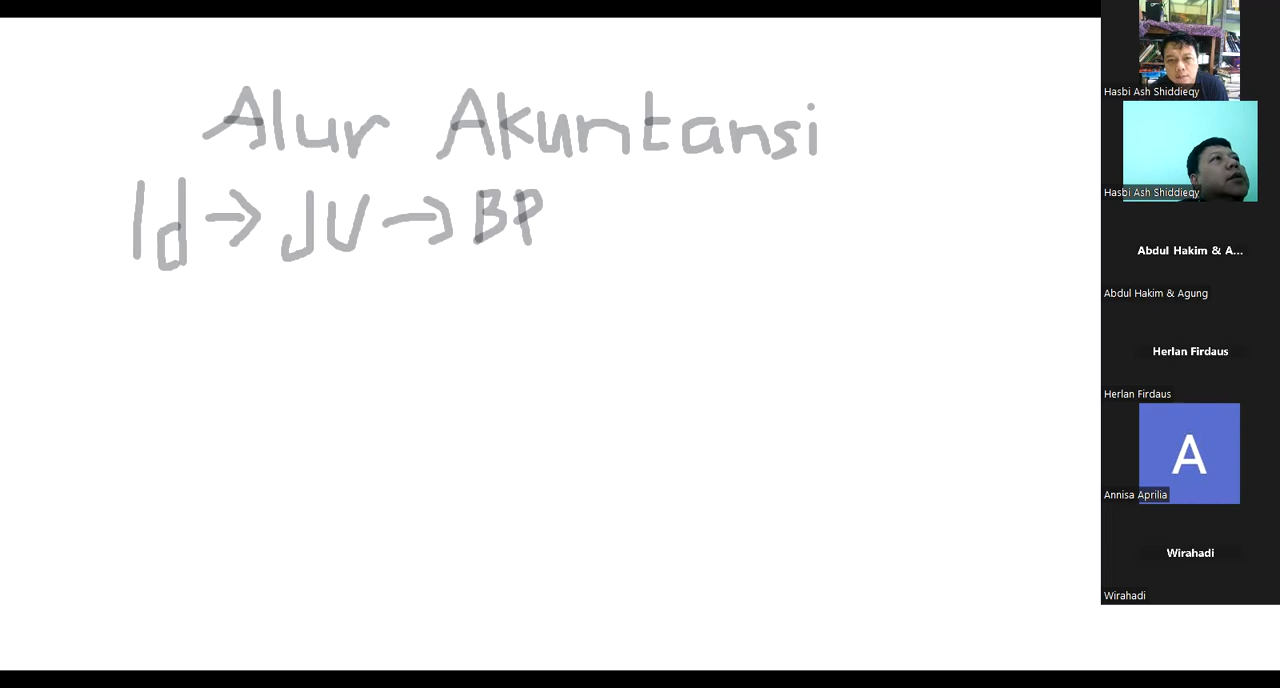 Alur Akuntansi
Id → JV → BP
Hasbi Ash Shiddieqy
Hasbi Ash Shiddieqy
Abdul Hakim & A...
Abdul Hakim & Agung
Herlan Firdaus
Herlan Firdaus
A
Annisa Aprilia
Wirahadi
Wirahadi